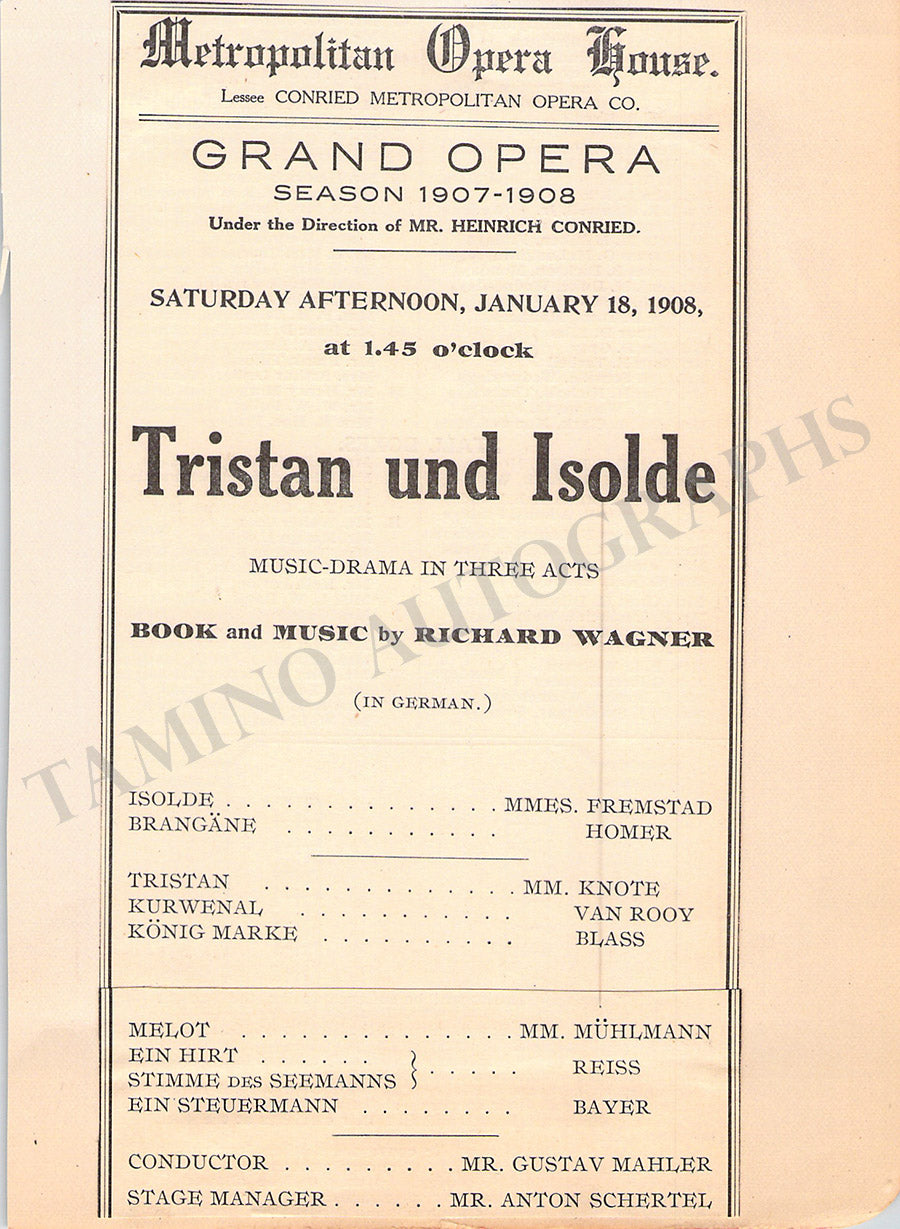 Metropolitan Opera House.
Lessee CONRIED METROPOLITAN OPERA CO.
GRAND OPERA
SEASON 1907-1908
Under the Direction of MR. HEINRICH CONRIED.
SATURDAY AFTERNOON, JANUARY 18, 1908,
at 1.45 o'clock
Tristan und Isolde
MUSIC-DRAMA IN THREE ACTS
BOOK and MUSIC by RICHARD WAGNER
(IN GERMAN.)
ISOLDE . . . . . . . . . . . . . . MMES. FREMSTAD
BRANGÄNE . . . . . . . . . . . HOMER
TRISTAN . . . . . . . . . . . . . MM. KNOTE
KURWENAL . . . . . . . . . . . VAN ROOY
KÖNIG MARKE . . . . . . . . . . BLASS
MELOT . . . . . . . . . . . . . . MM. MÜHLMANN
EIN HIRT . . . . . .
STIMME DES SEEMANNS } . . . . . REISS
EIN STEUERMANN . . . . . . . . BAYER
CONDUCTOR . . . . . . . . . MR. GUSTAV MAHLER
STAGE MANAGER . . . . . . MR. ANTON SCHERTEL
TAMINO AUTOGRAPHS